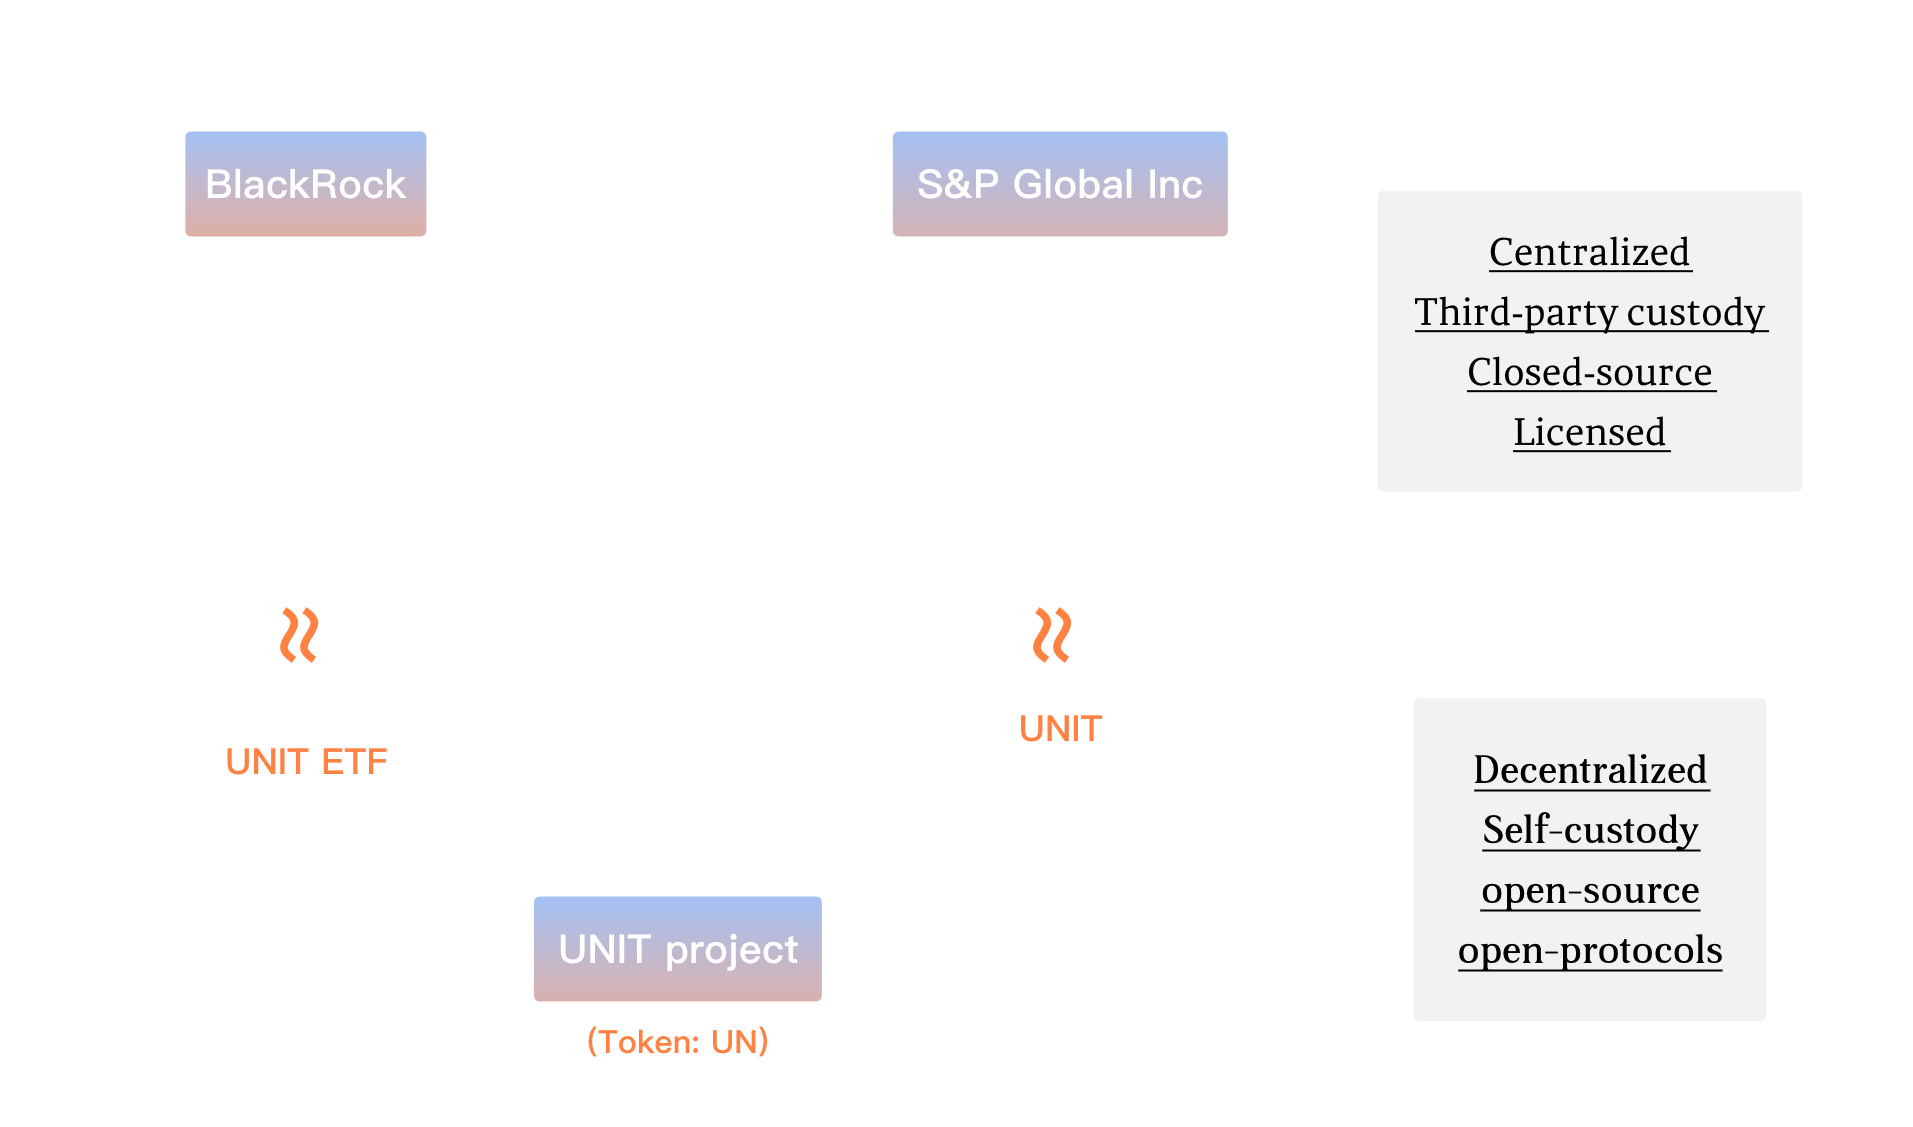 BlackRock
S&P Global Inc
Centralized
Third-party custody
Closed-source
Licensed
≈
≈
UNIT ETF
UNIT
Decentralized
Self-custody
open-source
open-protocols
UNIT project
(Token: UN)